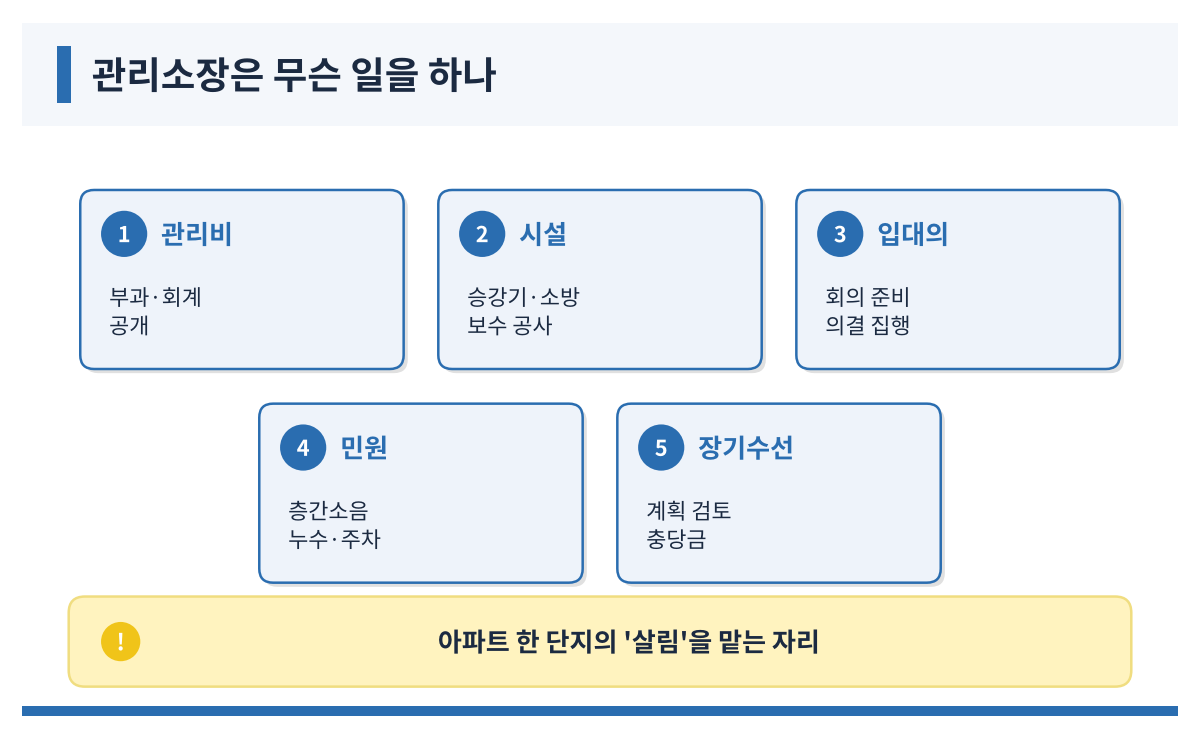 관리소장은 무슨 일을 하나
1 관리비
부과·회계
공개
2 시설
승강기·소방
보수 공사
3 입대의
회의 준비
의결 집행
4 민원
층간소음
누수·주차
5 장기수선
계획 검토
충당금
! 아파트 한 단지의 '살림'을 맡는 자리